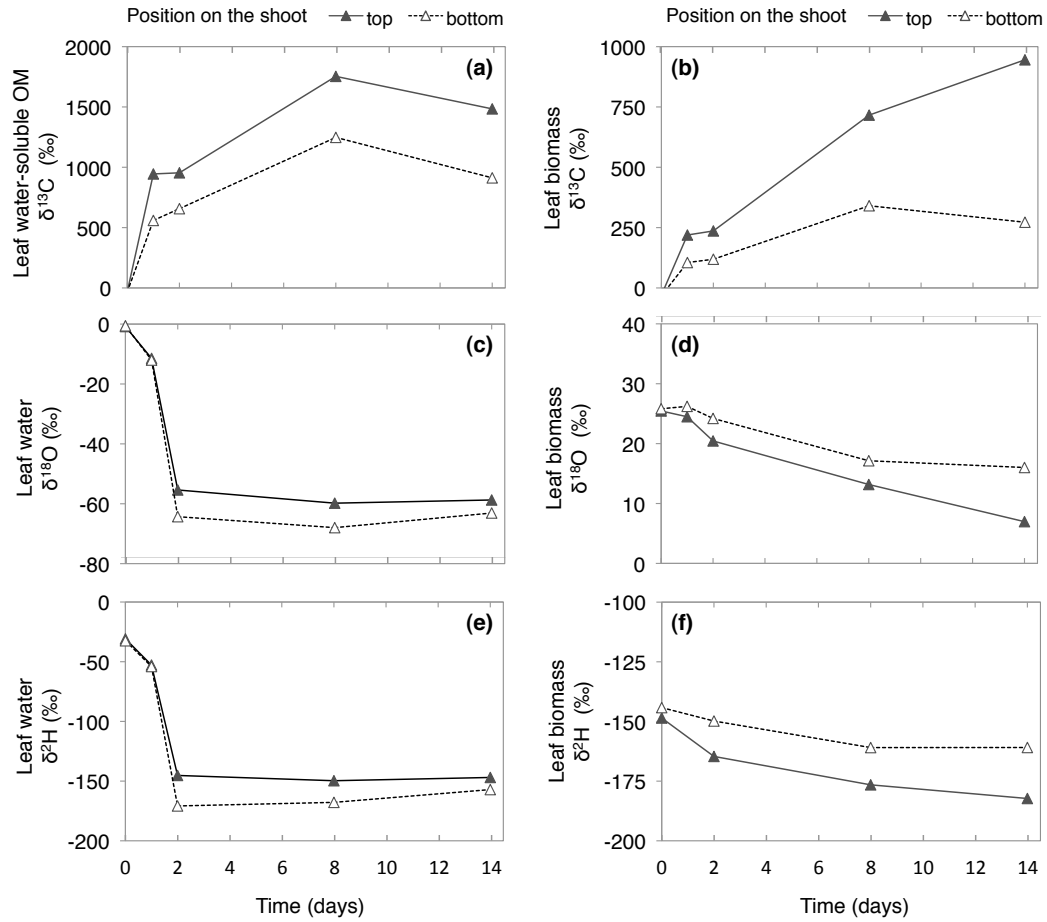 Position on the shoot top bottom
Position on the shoot top bottom
Leaf water-soluble OM
δ¹³C (‰)
2000
1500
1000
500
0
(a)
Leaf biomass
δ¹³C (‰)
1000
750
500
250
0
(b)
Leaf water
δ¹⁸O (‰)
0
-20
-40
-60
-80
(c)
Leaf biomass
δ¹⁸O (‰)
40
30
20
10
0
(d)
Leaf water
δ²H (‰)
0
-50
-100
-150
-200
(e)
0 2 4 6 8 10 12 14
Time (days)
Leaf biomass
δ²H (‰)
-100
-125
-150
-175
-200
(f)
0 2 4 6 8 10 12 14
Time (days)